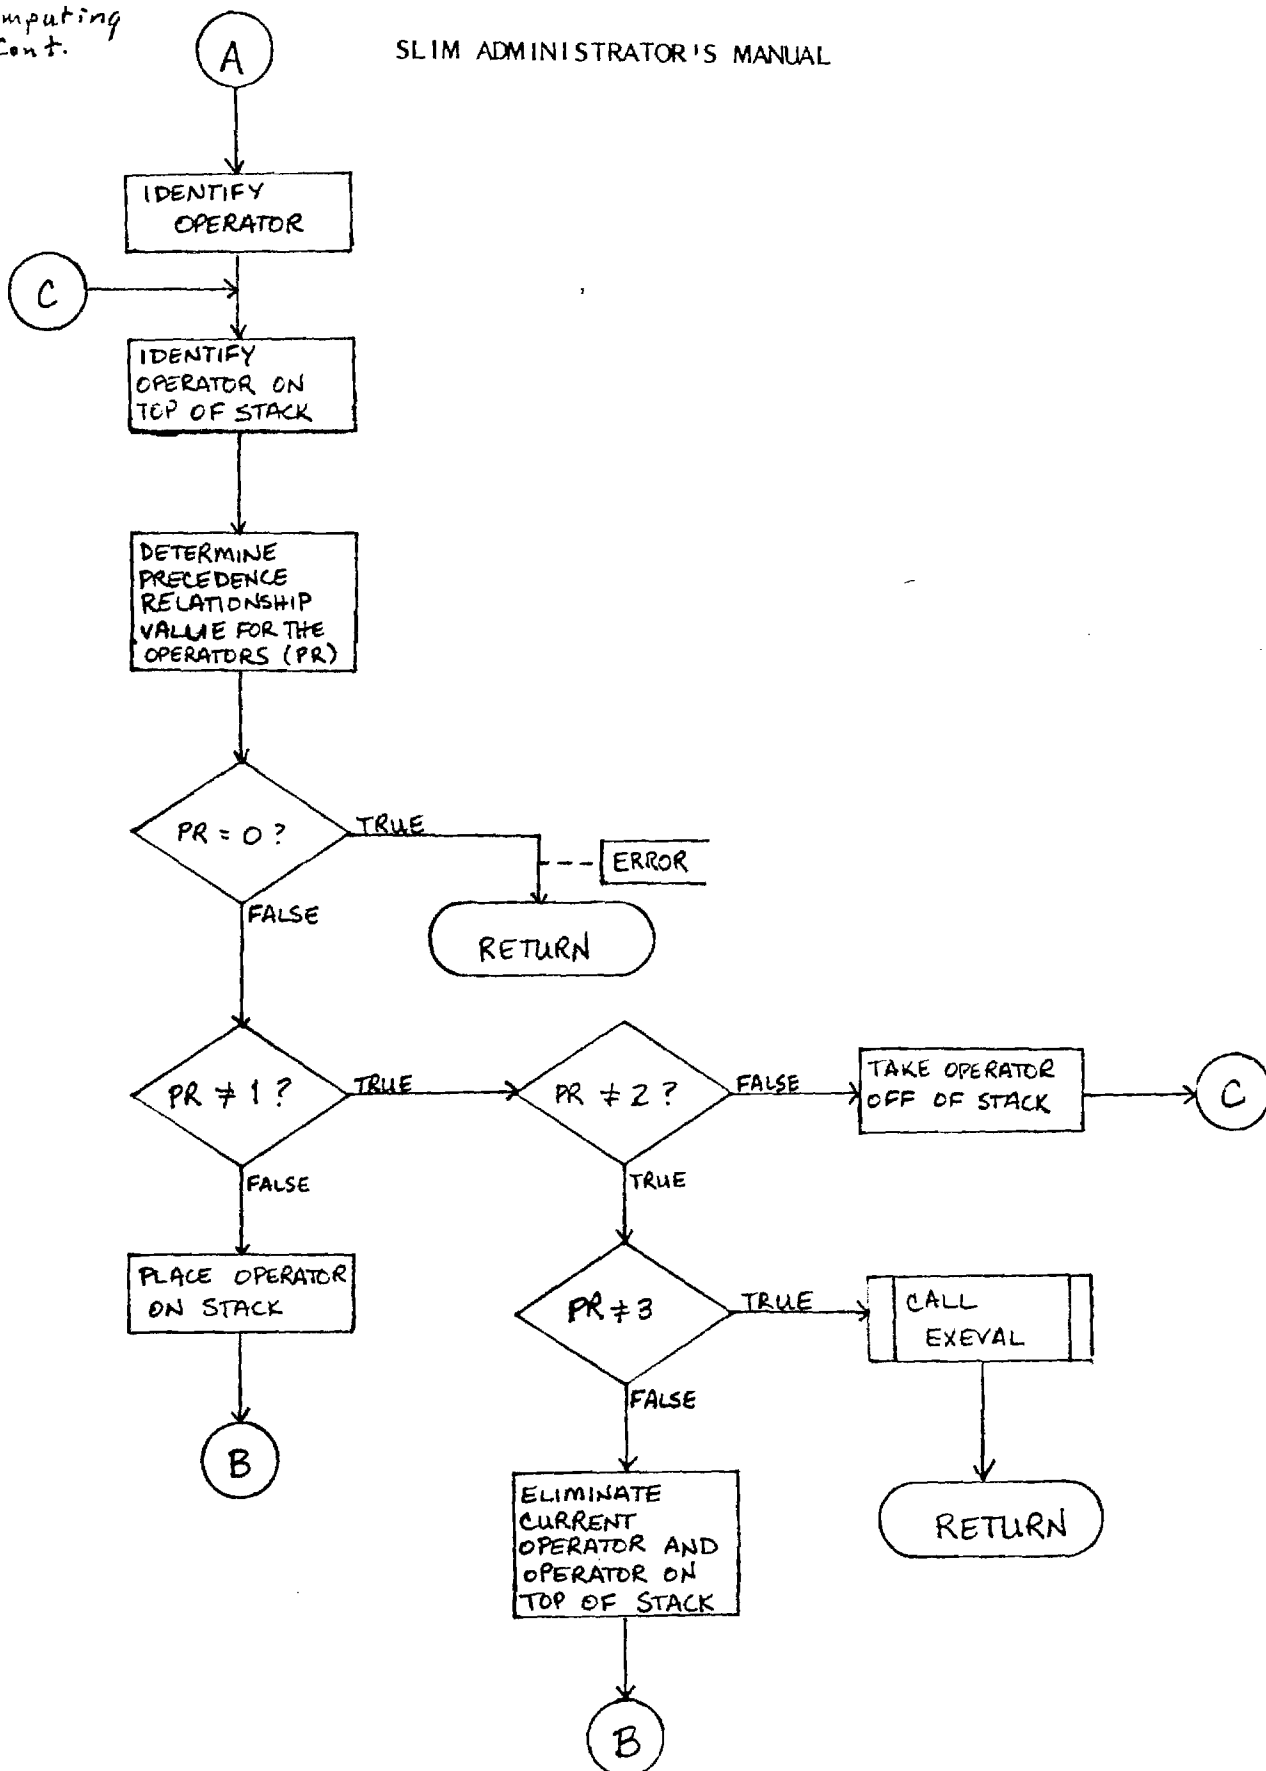 Cont.
A
SLIM ADMINISTRATOR'S MANUAL
IDENTIFY
OPERATOR
C
IDENTIFY
OPERATOR ON
TOP OF STACK
DETERMINE
PRECEDENCE
RELATIONSHIP
VALUE FOR THE
OPERATORS (PR)
PR = 0 ?
TRUE
ERROR
FALSE
RETURN
PR ≠ 1 ?
TRUE
PR ≠ 2 ?
FALSE
TAKE OPERATOR
OFF OF STACK
C
FALSE
TRUE
PLACE OPERATOR
ON STACK
PR ≠ 3
TRUE
CALL
EXEVAL
B
FALSE
ELIMINATE
CURRENT
OPERATOR AND
OPERATOR ON
TOP OF STACK
RETURN
B